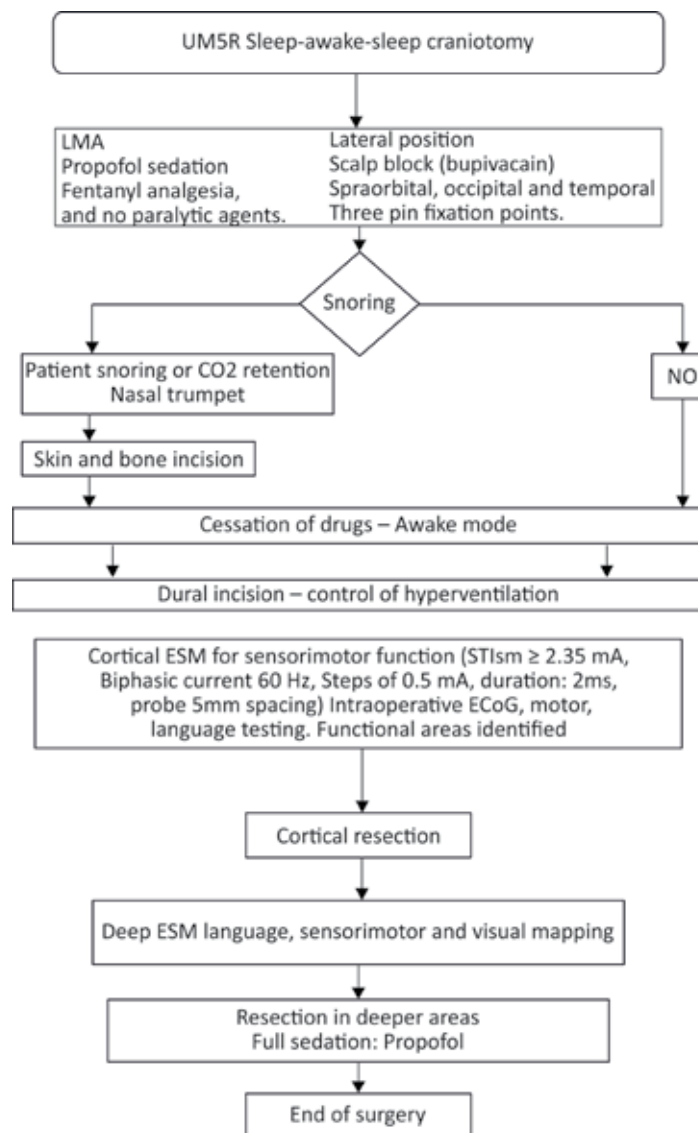 UM5R Sleep-awake-sleep craniotomy
LMA
Propofol sedation
Fentanyl analgesia,
and no paralytic agents.
Lateral position
Scalp block (bupivacain)
Spraorbital, occipital and temporal
Three pin fixation points.
Snoring
Patient snoring or CO2 retention
Nasal trumpet
NO
Skin and bone incision
Cessation of drugs – Awake mode
Dural incision – control of hyperventilation
Cortical ESM for sensorimotor function (STIsm ≥ 2.35 mA,
Biphasic current 60 Hz, Steps of 0.5 mA, duration: 2ms,
probe 5mm spacing) Intraoperative ECoG, motor,
language testing. Functional areas identified
Cortical resection
Deep ESM language, sensorimotor and visual mapping
Resection in deeper areas
Full sedation: Propofol
End of surgery